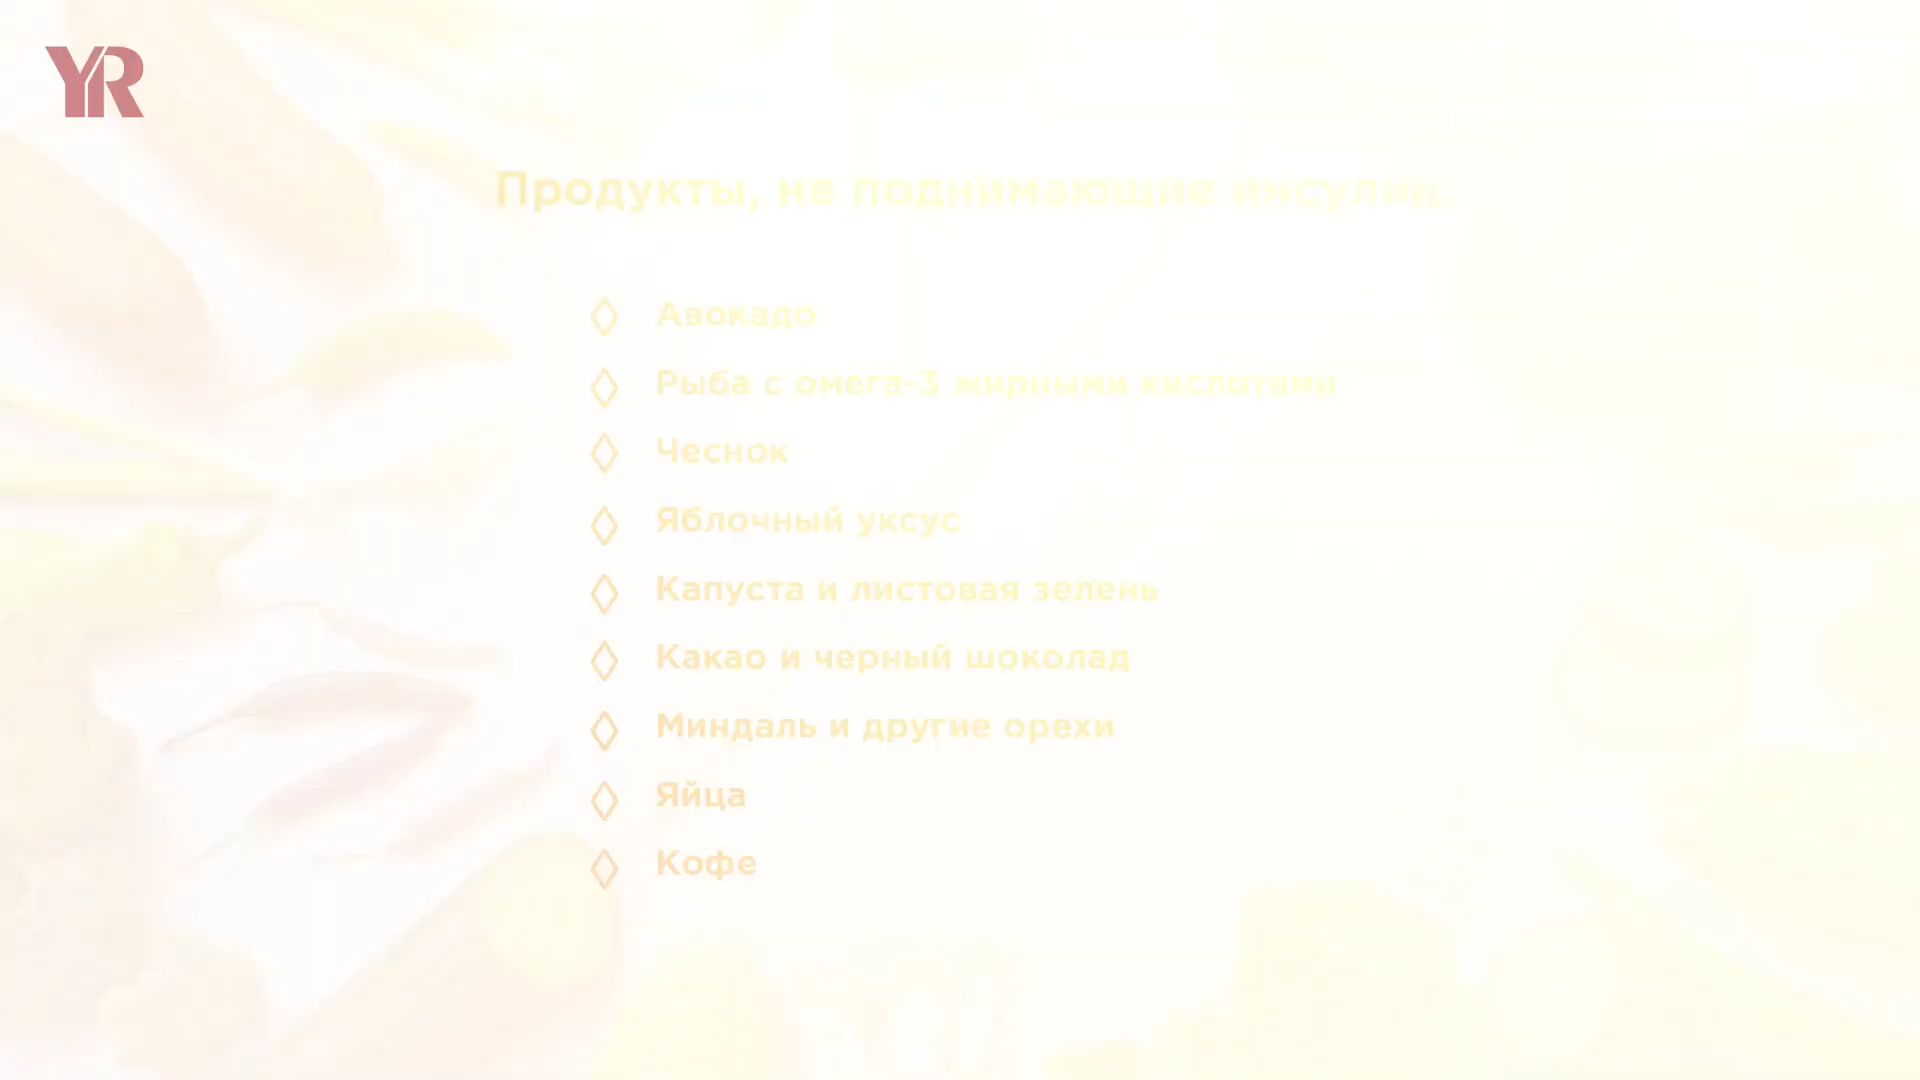 YR
Продукты, не поднимающие инсулин:
Авокадо
Рыба с омега-3 жирными кислотами
Чеснок
Яблочный уксус
Капуста и листовая зелень
Какао и черный шоколад
Миндаль и другие орехи
Яйца
Кофе